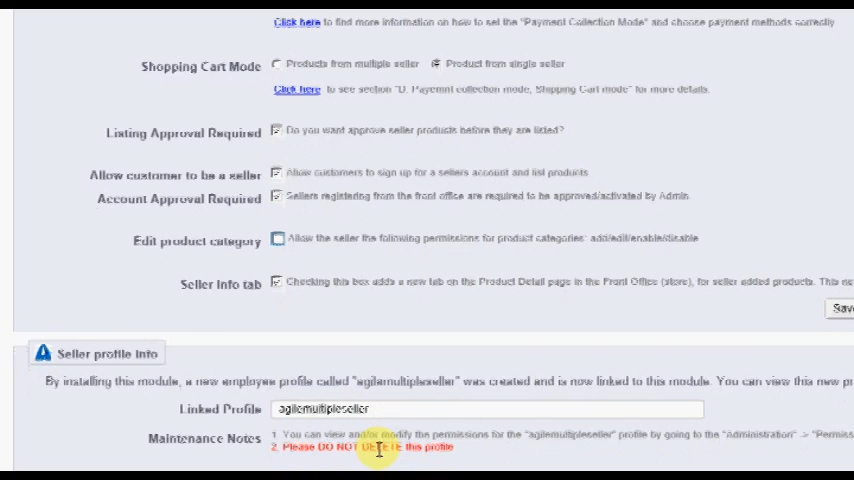 Click here to find more information on how to set the "Payment Collection Mode" and choose payment methods correctly
Shopping Cart Mode Products from multiple seller Product from single seller
Click here to see section "D. Payemnt collection mode, Shipping Cart mode" for more details.
Listing Approval Required Do you want approve seller products before they are listed?
Allow customer to be a seller Allow customers to sign up for a sellers account and list products
Account Approval Required Sellers registering from the front office are required to be approved/activated by Admin
Edit product category Allow the seller the following permissions for product categories: add/edit/enable/disable
Seller Info tab Checking this box adds a new tab on the Product Detail page in the Front Office (store), for seller added products. This
Save
Seller profile Info
By installing this module, a new employee profile called "agilemultipleseller" was created and is now linked to this module. You can view this new
Linked Profile agilemultipleseller
Maintenance Notes 1. You can view and/or modify the permissions for the "agilemultipleseller" profile by going to the "Administration" ->
2. Please DO NOT DELETE this profile